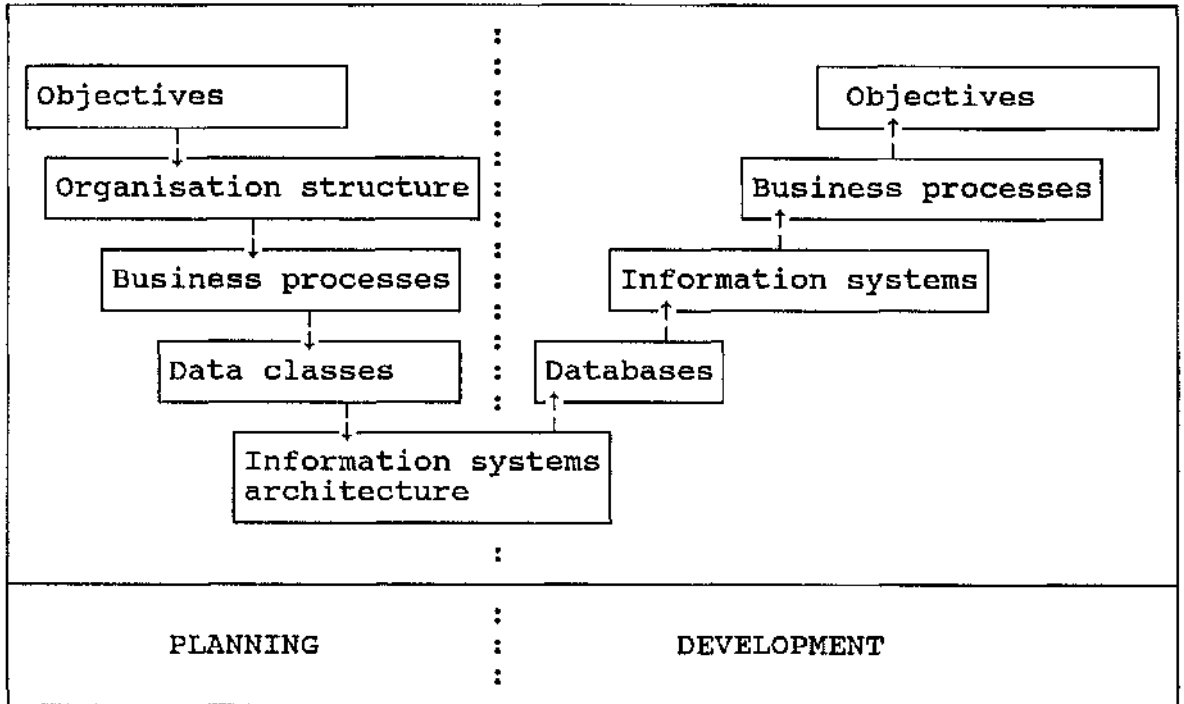 Objectives
Organisation structure
Business processes
Data classes
Information systems
architecture
Databases
Information systems
Business processes
Objectives
PLANNING
DEVELOPMENT